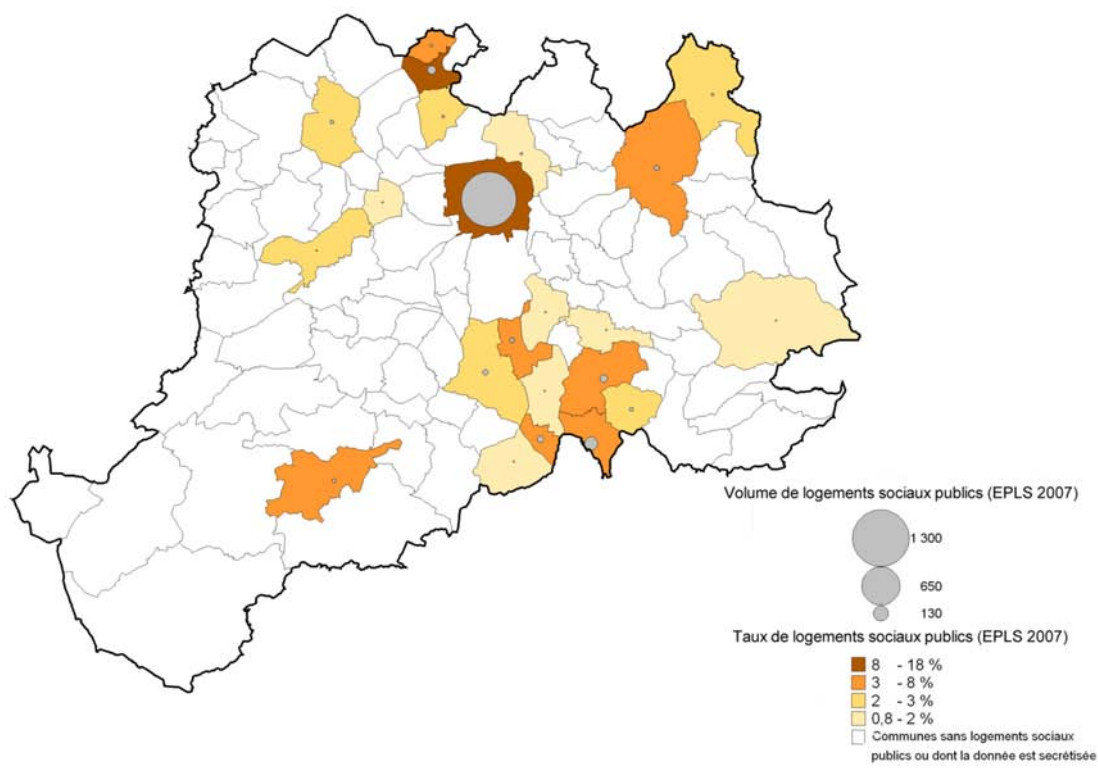 Volume de logements sociaux publics (EPLS 2007)
1 300
650
130
Taux de logements sociaux publics (EPLS 2007)
8 - 18 %
3 - 8 %
2 - 3 %
0,8 - 2 %
Communes sans logements sociaux
publics ou dont la donnée est secrétisée